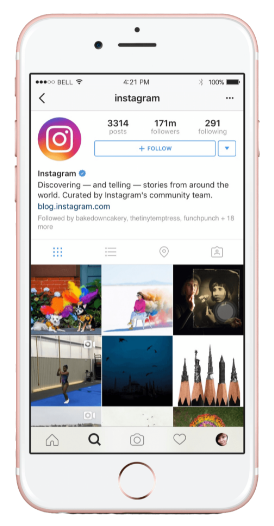 BELL 4:21 PM 100%
instagram
3314 171m 291
posts followers following
+ FOLLOW
Instagram
Discovering — and telling — stories from around the
world. Curated by Instagram's community team.
blog.instagram.com
Followed by bakedowncakery, thetinytemptress, funchpunch + 18
more